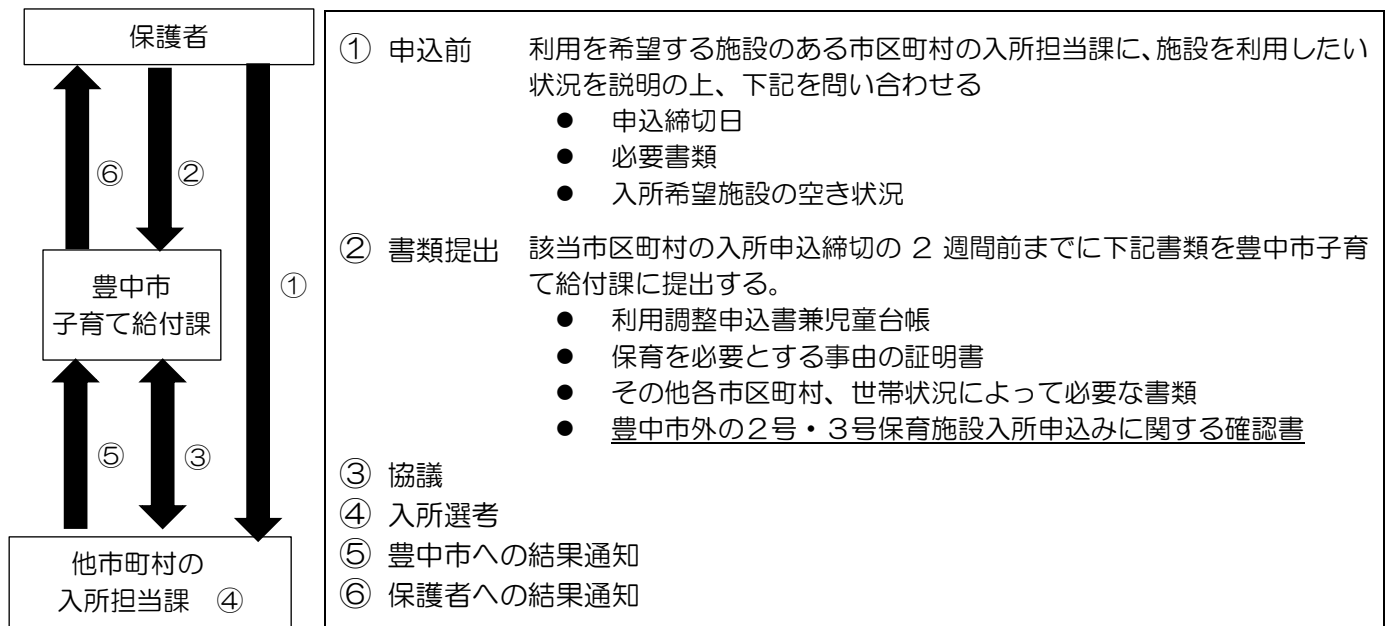 保護者
⑥
②
豊中市
子育て給付課
①
⑤
③
他市町村の
入所担当課 ④
① 申込前 利用を希望する施設のある市区町村の入所担当課に、施設を利用したい
状況を説明の上、下記を問い合わせる
● 申込締切日
● 必要書類
● 入所希望施設の空き状況
② 書類提出 該当市区町村の入所申込締切の 2 週間前までに下記書類を豊中市子育
て給付課に提出する。
● 利用調整申込書兼児童台帳
● 保育を必要とする事由の証明書
● その他各市区町村、世帯状況によって必要な書類
● 豊中市外の２号・３号保育施設入所申込みに関する確認書
③ 協議
④ 入所選考
⑤ 豊中市への結果通知
⑥ 保護者への結果通知